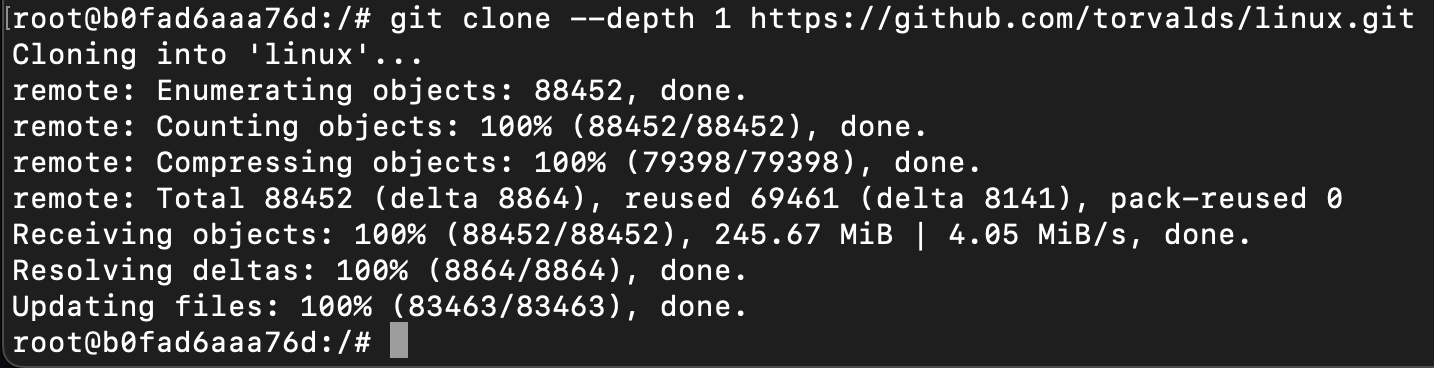 root@b0fad6aaa76d:/# git clone --depth 1 https://github.com/torvalds/linux.git
Cloning into 'linux'...
remote: Enumerating objects: 88452, done.
remote: Counting objects: 100% (88452/88452), done.
remote: Compressing objects: 100% (79398/79398), done.
remote: Total 88452 (delta 8864), reused 69461 (delta 8141), pack-reused 0
Receiving objects: 100% (88452/88452), 245.67 MiB | 4.05 MiB/s, done.
Resolving deltas: 100% (8864/8864), done.
Updating files: 100% (83463/83463), done.
root@b0fad6aaa76d:/#